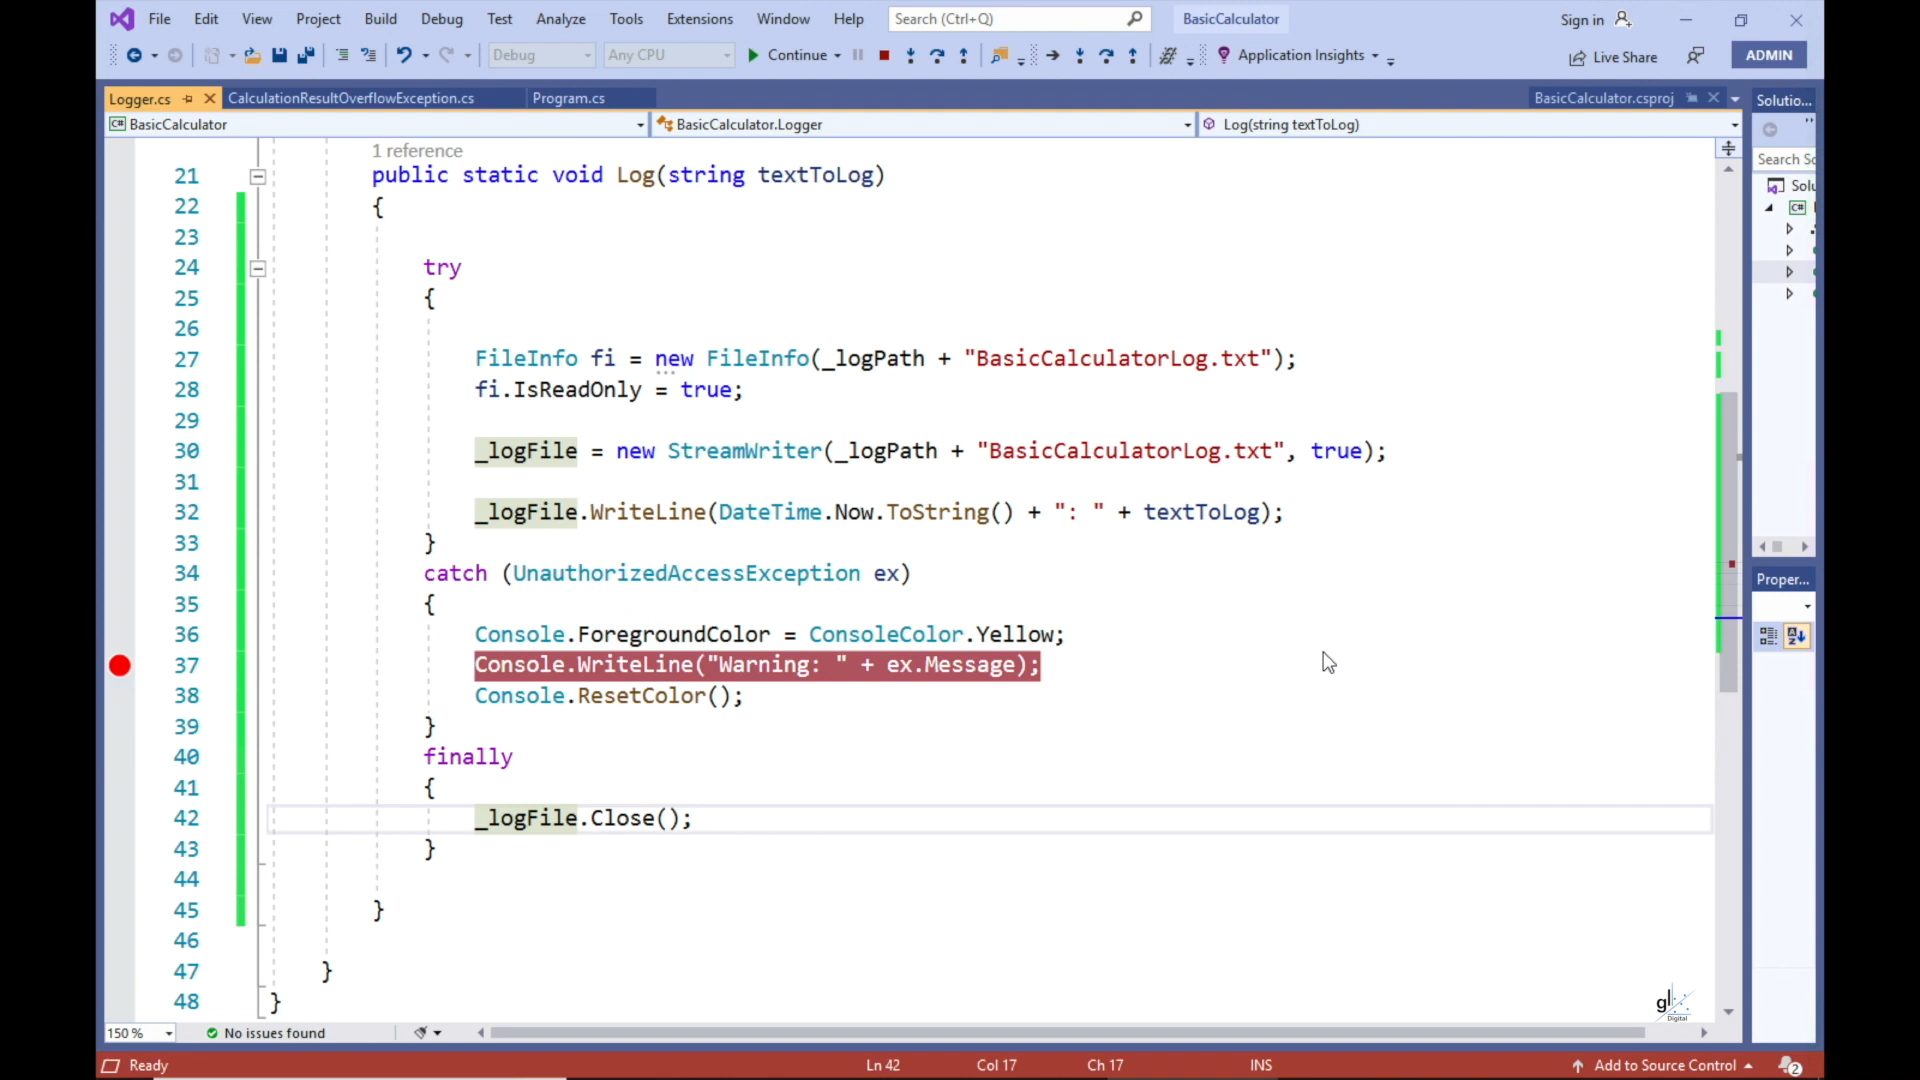 File Edit View Project Build Debug Test Analyze Tools Extensions Window Help Search (Ctrl+Q) BasicCalculator Sign in
Debug Any CPU Continue Application Insights Live Share ADMIN
Logger.cs CalculationResultOverflowException.cs Program.cs BasicCalculator.csproj Solutio...
BasicCalculator BasicCalculator.Logger Log(string textToLog)
1 reference
21 public static void Log(string textToLog)
22 {
23
24 try
25 {
26
27 FileInfo fi = new FileInfo(_logPath + "BasicCalculatorLog.txt");
28 fi.IsReadOnly = true;
29
30 _logFile = new StreamWriter(_logPath + "BasicCalculatorLog.txt", true);
31
32 _logFile.WriteLine(DateTime.Now.ToString() + ": " + textToLog);
33 }
34 catch (UnauthorizedAccessException ex)
35 {
36 Console.ForegroundColor = ConsoleColor.Yellow;
37 Console.WriteLine("Warning: " + ex.Message);
38 Console.ResetColor();
39 }
40 finally
41 {
42 _logFile.Close();
43 }
44
45 }
46
47 }
48 }
Search So
Solu
C#
Proper...
gl
Digital
150 % No issues found
Ready Ln 42 Col 17 Ch 17 INS Add to Source Control 2